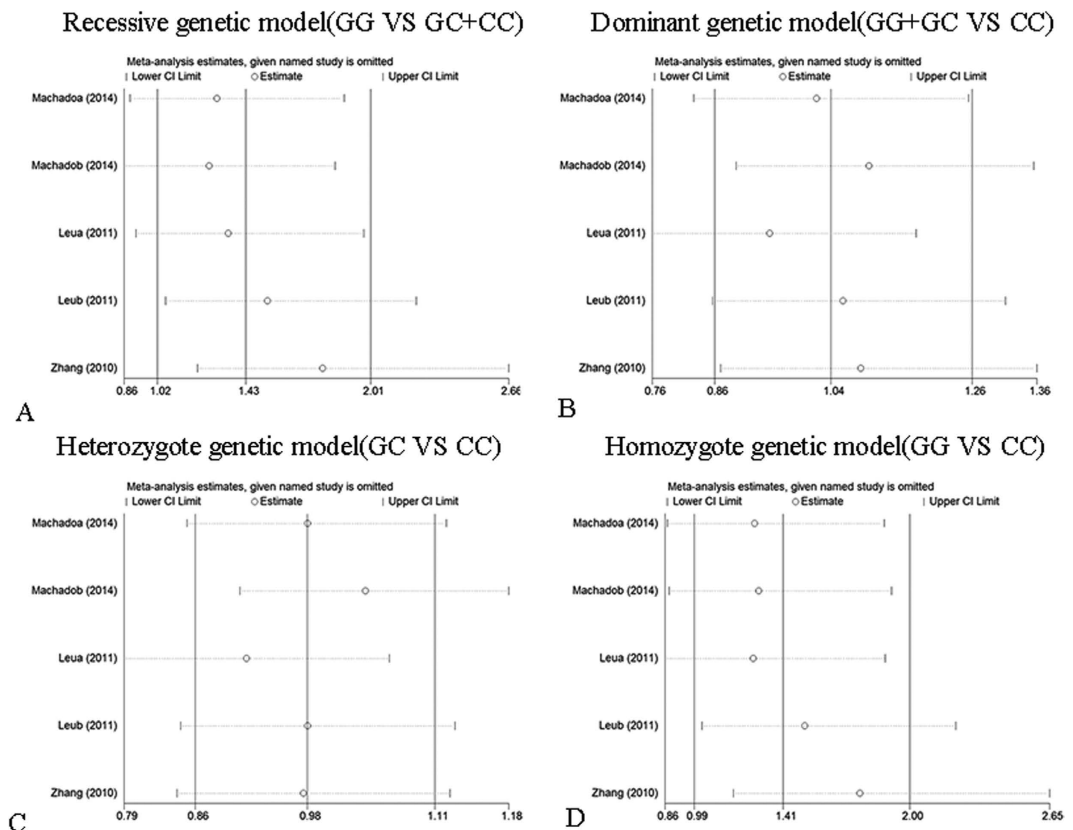 Recessive genetic model(GG VS GC+CC)
Meta-analysis estimates, given named study is omitted
| Lower CI Limit ○ Estimate | Upper CI Limit
Machadoa (2014)
Machadob (2014)
Leua (2011)
Leub (2011)
Zhang (2010)
0.86 1.02 1.43 2.01 2.66
A
Dominant genetic model(GG+GC VS CC)
Meta-analysis estimates, given named study is omitted
| Lower CI Limit ○ Estimate | Upper CI Limit
Machadoa (2014)
Machadob (2014)
Leua (2011)
Leub (2011)
Zhang (2010)
0.76 0.86 1.04 1.26 1.36
B
Heterozygote genetic model(GC VS CC)
Meta-analysis estimates, given named study is omitted
| Lower CI Limit ○ Estimate | Upper CI Limit
Machadoa (2014)
Machadob (2014)
Leua (2011)
Leub (2011)
Zhang (2010)
0.79 0.86 0.98 1.11 1.18
C
Homozygote genetic model(GG VS CC)
Meta-analysis estimates, given named study is omitted
| Lower CI Limit ○ Estimate | Upper CI Limit
Machadoa (2014)
Machadob (2014)
Leua (2011)
Leub (2011)
Zhang (2010)
0.86 0.99 1.41 2.00 2.65
D